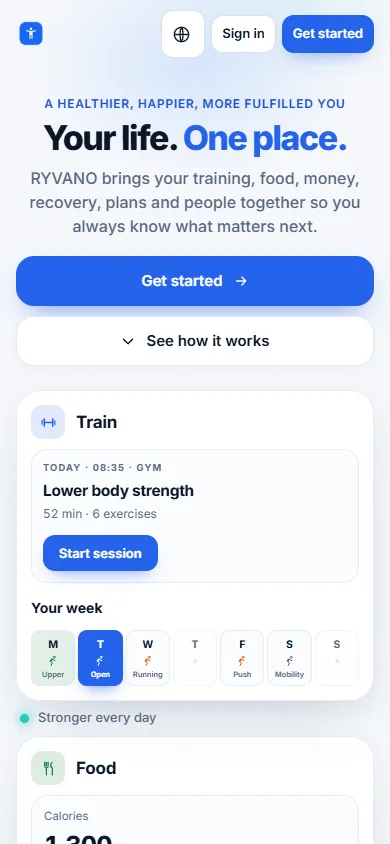 Sign in
Get started
A HEALTHIER, HAPPIER, MORE FULFILLED YOU
Your life. One place.
RYVANO brings your training, food, money,
recovery, plans and people together so you
always know what matters next.
Get started →
See how it works
Train
TODAY · 08:35 · GYM
Lower body strength
52 min · 6 exercises
Start session
Your week
M T W T F S S
Upper Open Running Push Mobility
Stronger every day
Food
Calories
1,300